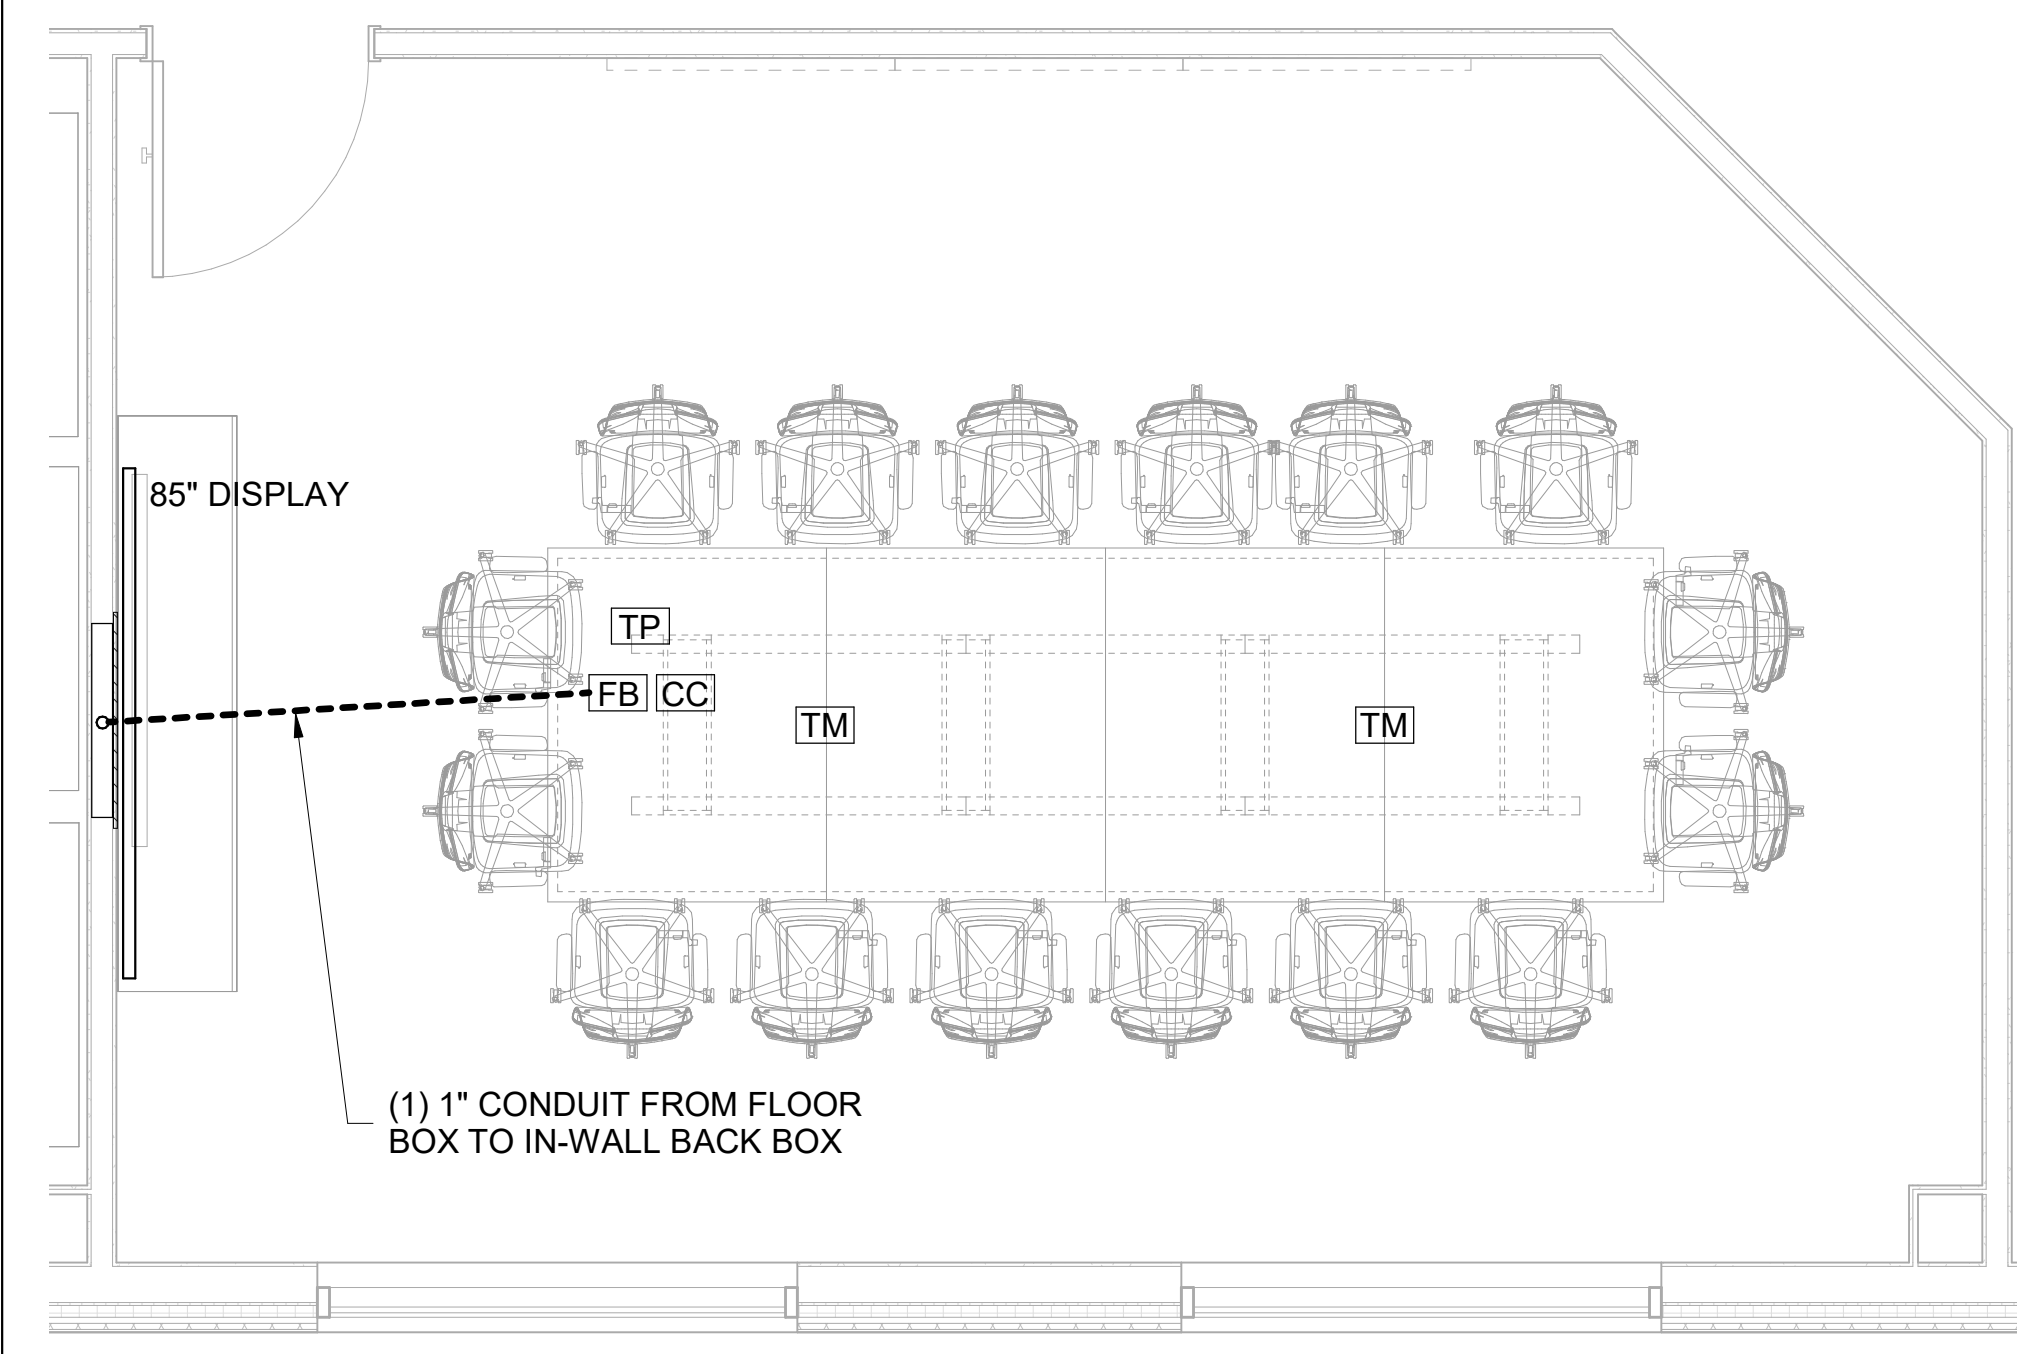 85" DISPLAY
TP
FB CC
TM TM
(1) 1" CONDUIT FROM FLOOR
BOX TO IN-WALL BACK BOX